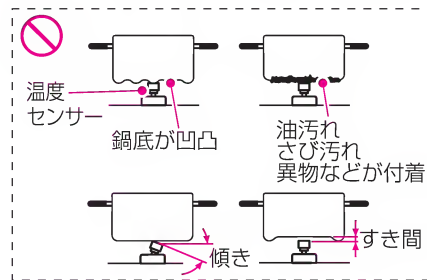 温度
センサー
鍋底が凹凸
油汚れ
さび汚れ
異物などが付着
傾き
すき間